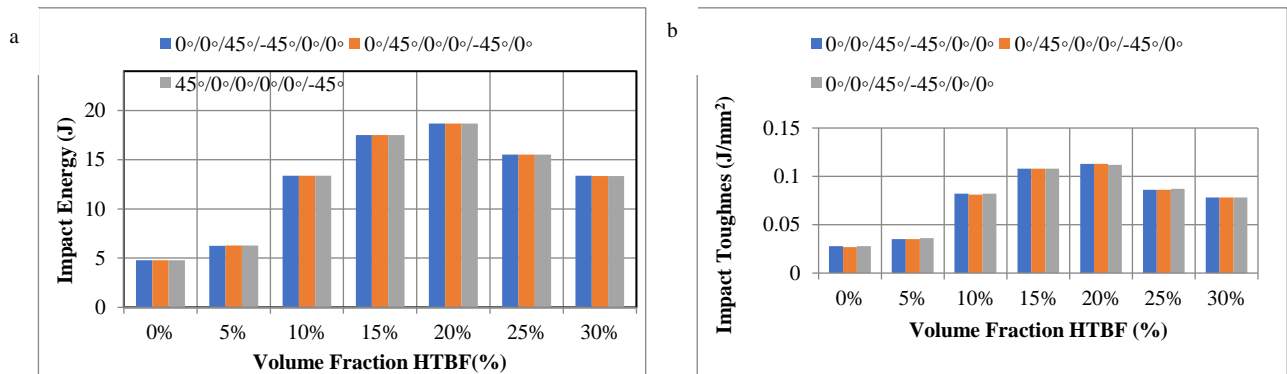 a
0◦/0◦/45◦/-45◦/0◦/0◦ 0◦/45◦/0◦/0◦/-45◦/0◦
45◦/0◦/0◦/0◦/0◦/-45◦
Impact Energy (J)
20
15
10
5
0
0% 5% 10% 15% 20% 25% 30%
Volume Fraction HTBF(%)
b
0◦/0◦/45◦/-45◦/0◦/0◦ 0◦/45◦/0◦/0◦/-45◦/0◦
0◦/0◦/45◦/-45◦/0◦/0◦
Impact Toughnes (J/mm²)
0.15
0.1
0.05
0
0% 5% 10% 15% 20% 25% 30%
Volume Fraction HTBF (%)